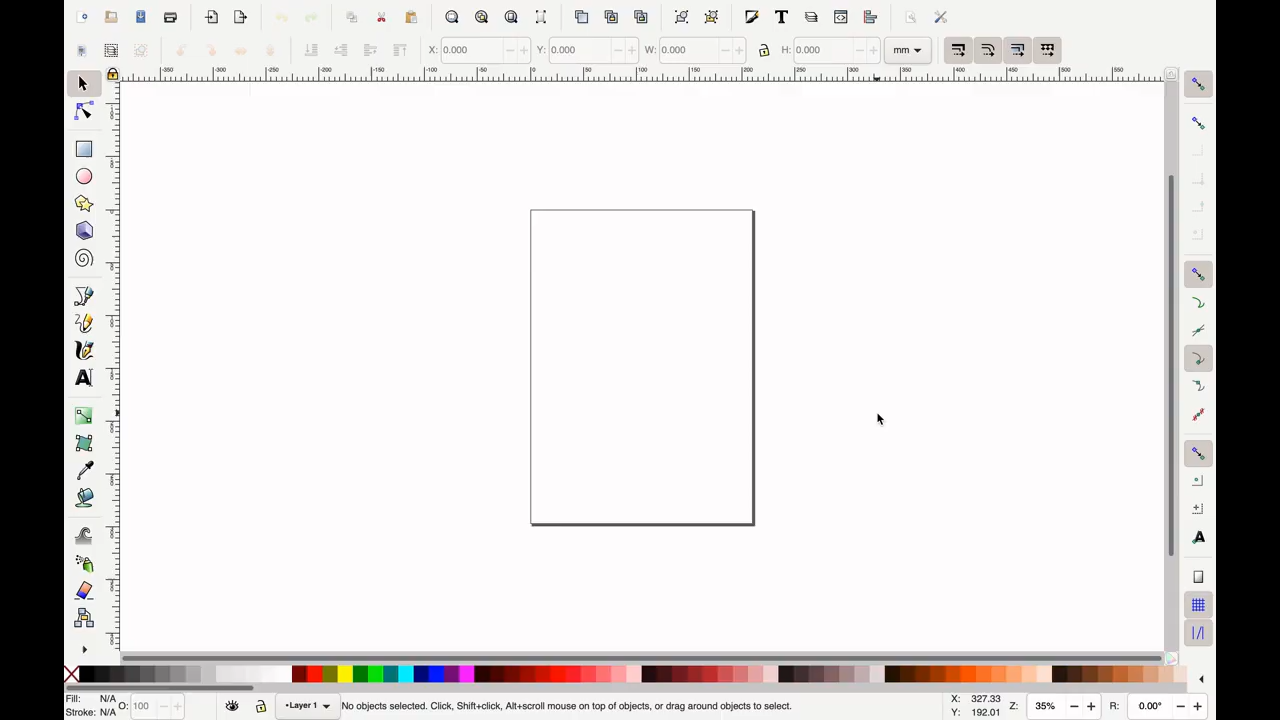 X: 0.000 Y: 0.000 W: 0.000 H: 0.000 mm
-350 -300 -250 -200 -150 -100 -50 0 50 100 150 200 250 300 350 400 450 500 550
A
Fill: N/A O: 100 •Layer 1 No objects selected. Click, Shift+click, Alt+scroll mouse on top of objects, or drag around objects to select. X: 327.33 Z: 35% R: 0.00°
Stroke: N/A Y: 192.01